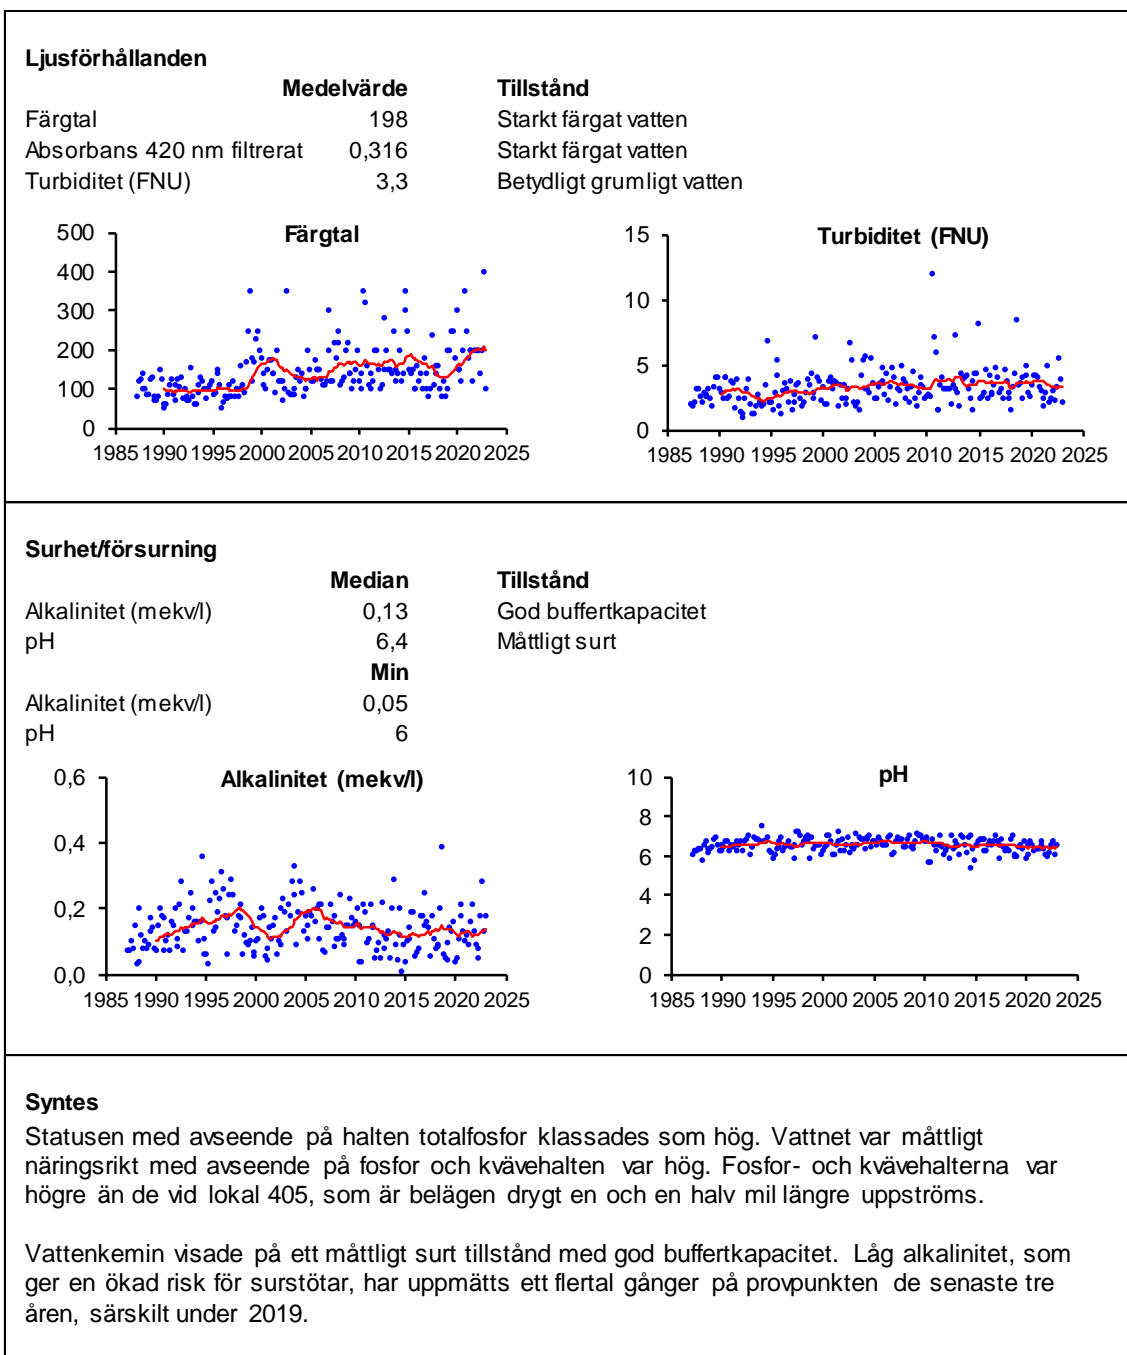 Ljusförhållanden
Medelvärde Tillstånd
Färgtal 198 Starkt färgat vatten
Absorbans 420 nm filtrerat 0,316 Starkt färgat vatten
Turbiditet (FNU) 3,3 Betydligt grumligt vatten
Färgtal
500
400
300
200
100
0
1985 1990 1995 2000 2005 2010 2015 2020 2025
Turbiditet (FNU)
15
10
5
0
1985 1990 1995 2000 2005 2010 2015 2020 2025
Surhet/försurning
Median Tillstånd
Alkalinitet (mekv/l) 0,13 God buffertkapacitet
pH 6,4 Måttligt surt
Min
Alkalinitet (mekv/l) 0,05
pH 6
Alkalinitet (mekv/l)
0,6
0,4
0,2
0,0
1985 1990 1995 2000 2005 2010 2015 2020 2025
pH
10
8
6
4
2
0
1985 1990 1995 2000 2005 2010 2015 2020 2025
Syntes
Statusen med avseende på halten totalfosfor klassades som hög. Vattnet var måttligt
näringsrikt med avseende på fosfor och kvävehalten var hög. Fosfor- och kvävehalterna var
högre än de vid lokal 405, som är belägen drygt en och en halv mil längre uppströms.
Vattenkemin visade på ett måttligt surt tillstånd med god buffertkapacitet. Låg alkalinitet, som
ger en ökad risk för surstötar, har uppmätts ett flertal gånger på provpunkten de senaste tre
åren, särskilt under 2019.